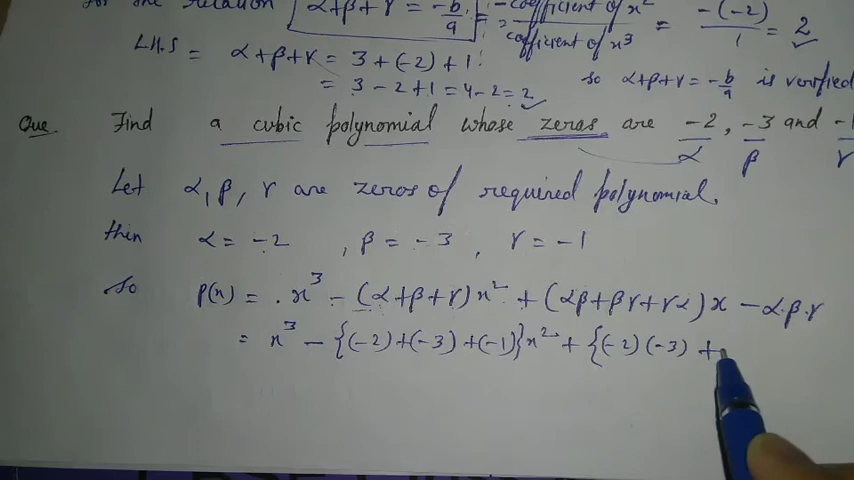 For the relation α+β+γ = -b/a = -coefficient of x² / cofficient of x³ = -(-2)/1 = 2 ✓
L.H.S = α+β+γ = 3+(-2)+1
= 3-2+1 = 4-2 = 2 ✓ so α+β+γ = -b/a is verified
Que. Find a cubic polynomial whose zeros are -2, -3 and -1
α β γ
Let α, β, γ are zeros of required polynomial.
then α = -2 , β = -3 , γ = -1
So p(x) = x³ - (α+β+γ)x² + (αβ+βγ+γα)x - α.β.γ
= x³ - {(-2)+(-3)+(-1)}x² + {(-2)(-3) +